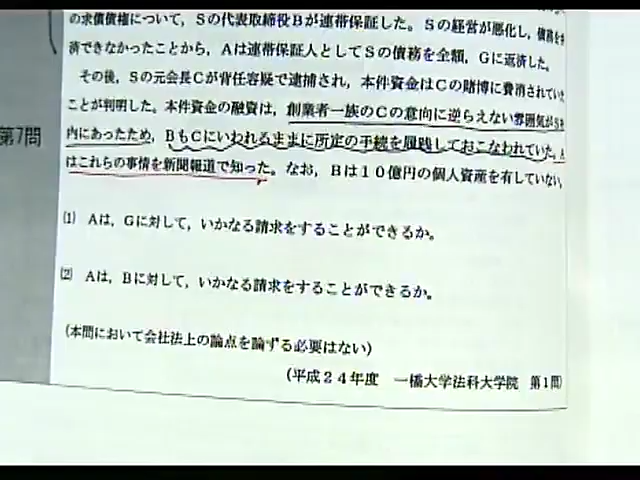 の求償債権について，Sの代表取締役Bが連帯保証した。Sの経営が悪化し，債務を
済できなかったことから，Aは連帯保証人としてSの債務を全額，Gに返済した。
その後，Sの元会長Cが背任容疑で逮捕され，本件資金はCの賭博に費消されていた
ことが判明した。本件資金の融資は，創業者一族のCの意向に逆らえない雰囲気がS社
第7問
内にあったため，BもCにいわれるままに所定の手続を履践しておこなわれていた。A
はこれらの事情を新聞報道で知った。なお，Bは10億円の個人資産を有していない
(1) Aは，Gに対して，いかなる請求をすることができるか。
(2) Aは，Bに対して，いかなる請求をすることができるか。
(本問において会社法上の論点を論ずる必要はない)
(平成24年度 一橋大学法科大学院 第1問)